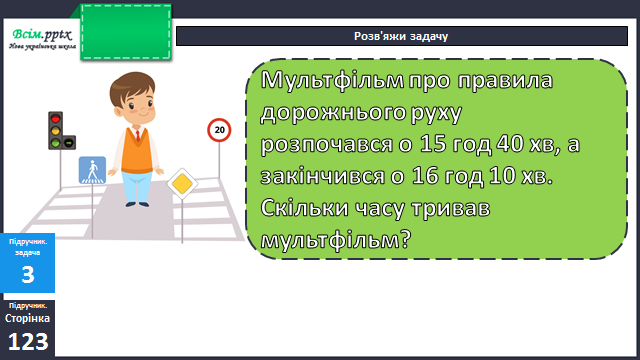 Всім.pptx
Нова українська школа
Розв'яжи задачу
20
Мультфільм про правила
дорожнього руху
розпочався о 15 год 40 хв, а
закінчився о 16 год 10 хв.
Скільки часу тривав
мультфільм?
Підручник.
задача
3
Підручник.
Сторінка
123